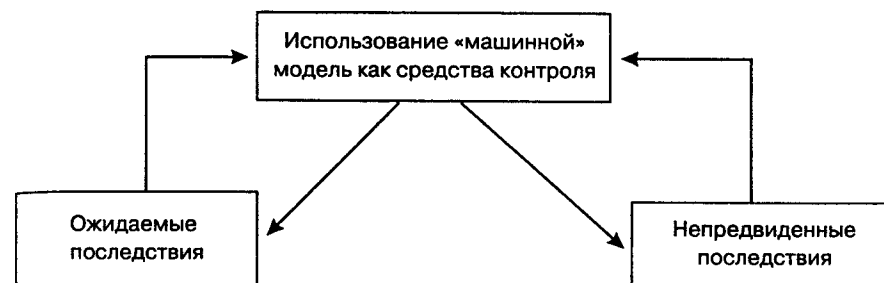 Использование «машинной»
модель как средства контроля
Ожидаемые
последствия
Непредвиденные
последствия